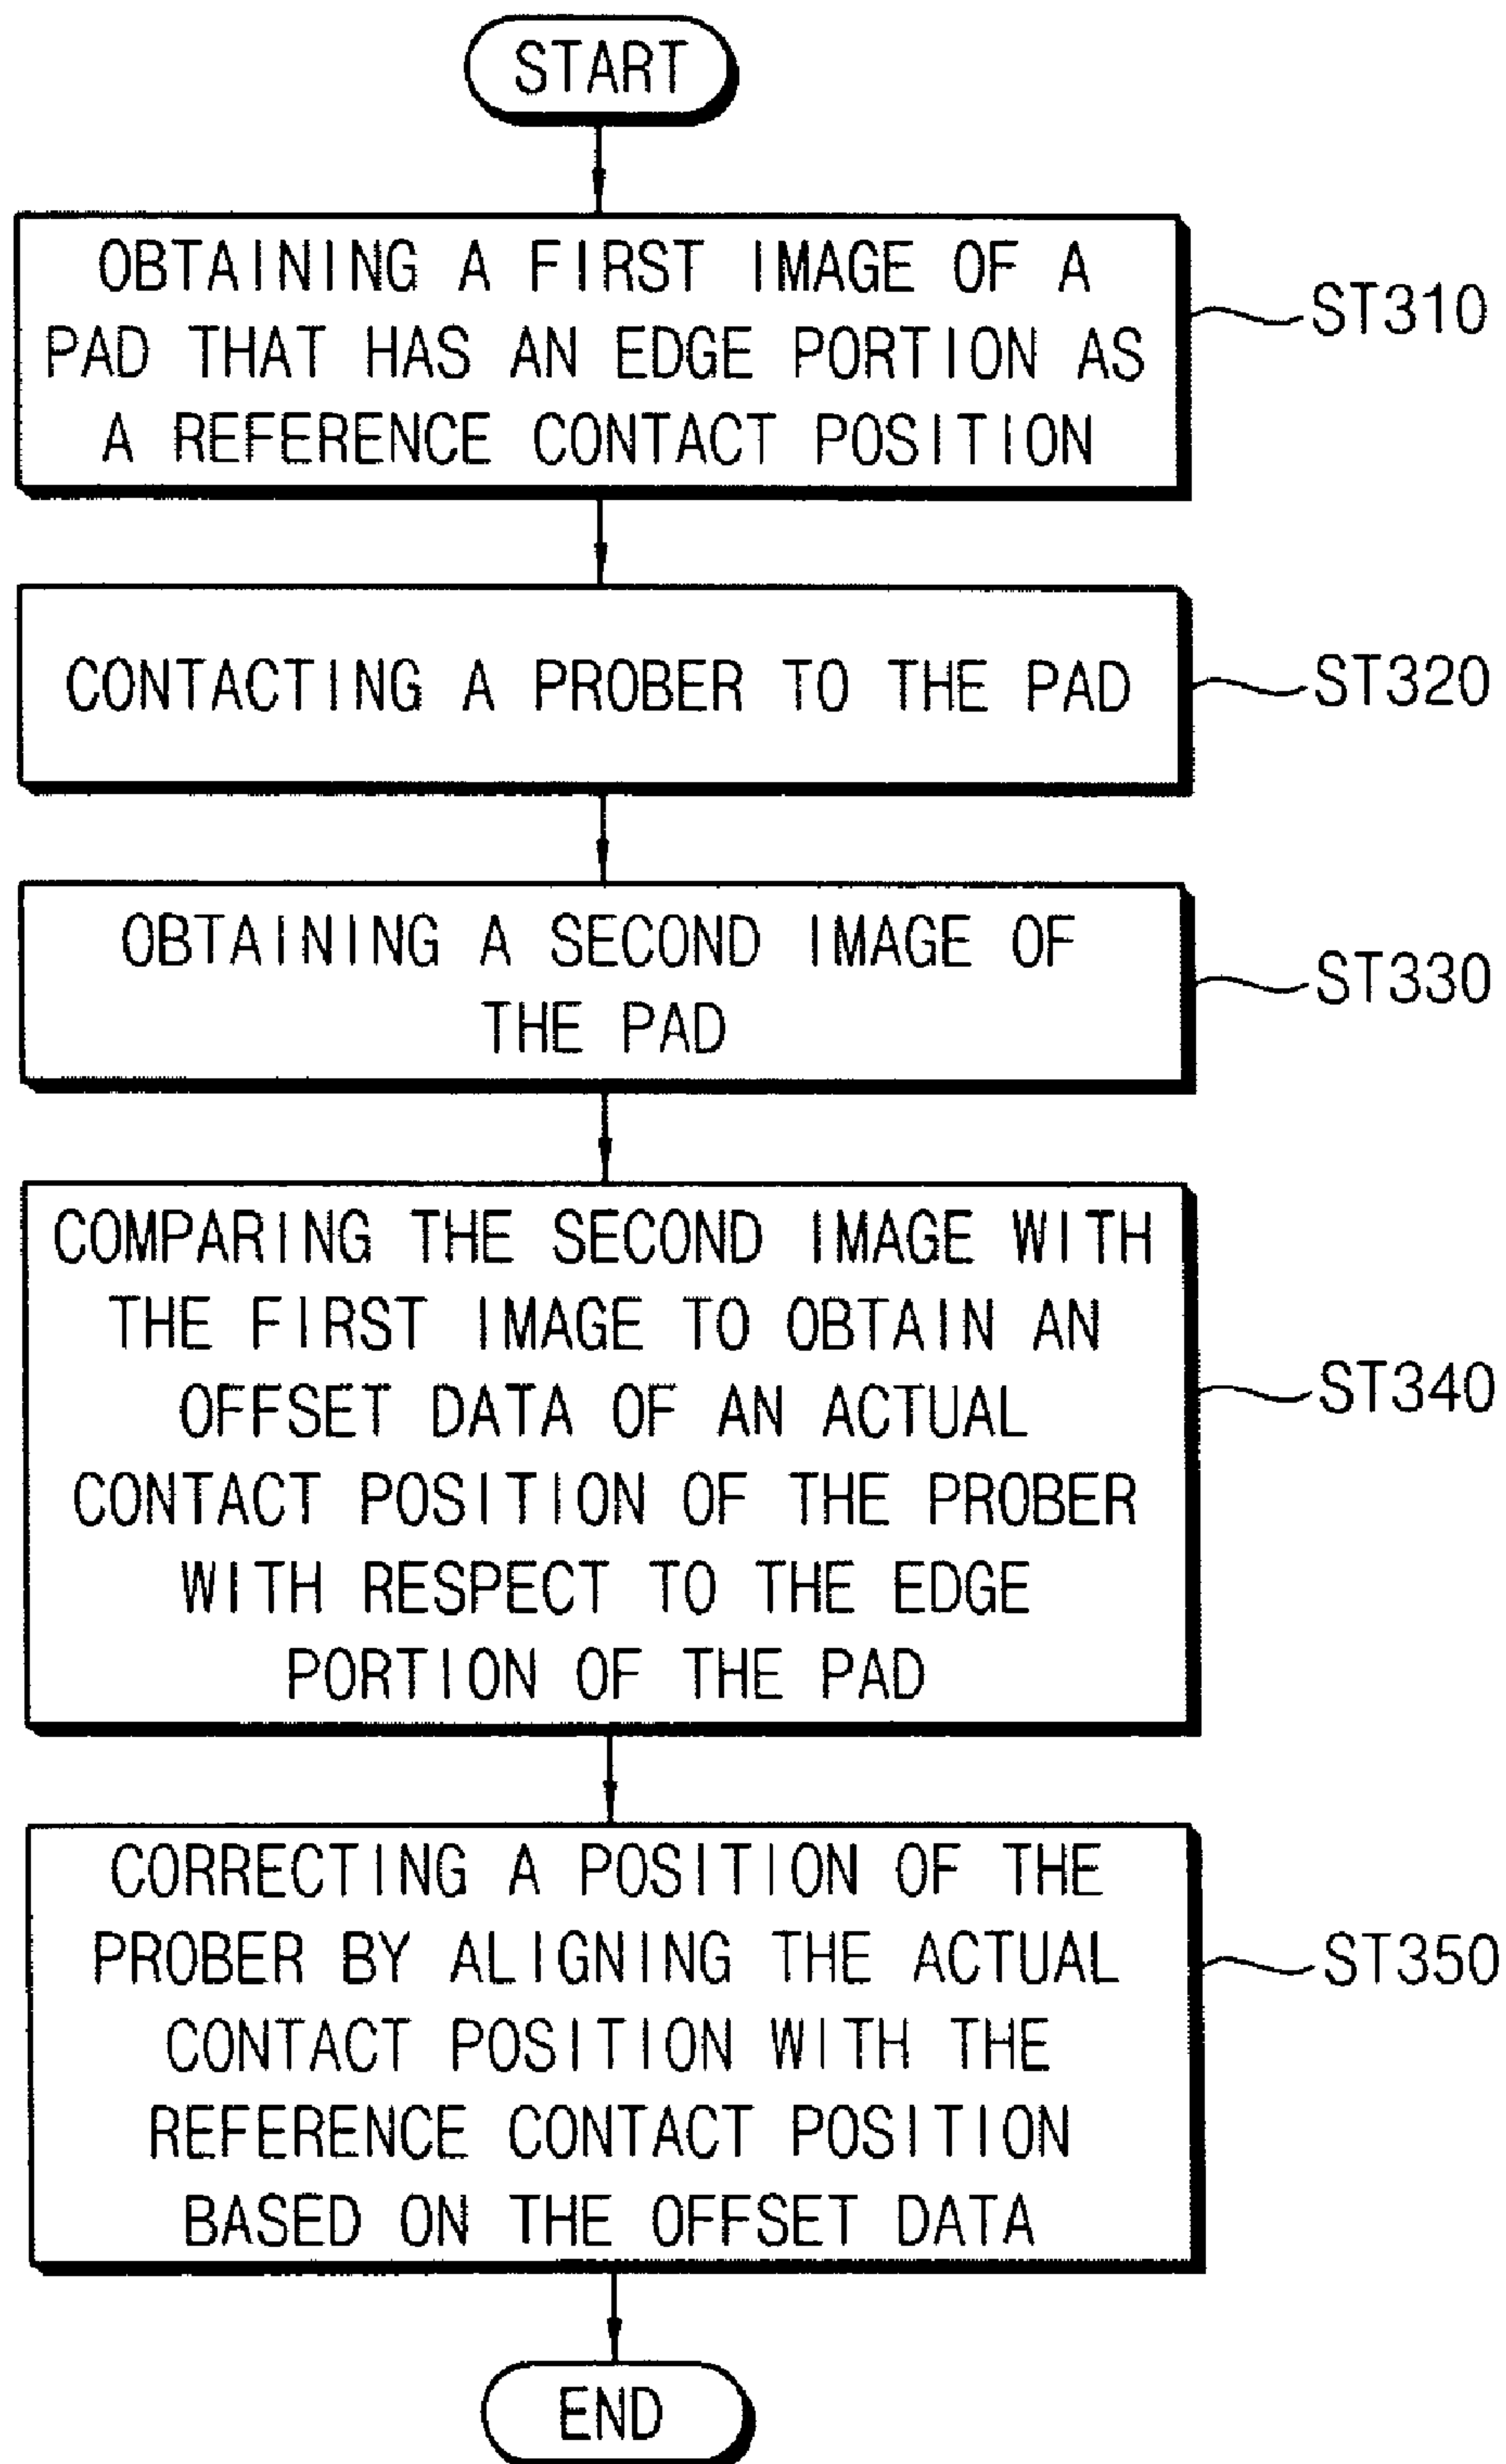 START
OBTAINING A FIRST IMAGE OF A
PAD THAT HAS AN EDGE PORTION AS
A REFERENCE CONTACT POSITION
ST310
CONTACTING A PROBER TO THE PAD
ST320
OBTAINING A SECOND IMAGE OF
THE PAD
ST330
COMPARING THE SECOND IMAGE WITH
THE FIRST IMAGE TO OBTAIN AN
OFFSET DATA OF AN ACTUAL
CONTACT POSITION OF THE PROBER
WITH RESPECT TO THE EDGE
PORTION OF THE PAD
ST340
CORRECTING A POSITION OF THE
PROBER BY ALIGNING THE ACTUAL
CONTACT POSITION WITH THE
REFERENCE CONTACT POSITION
BASED ON THE OFFSET DATA
ST350
END